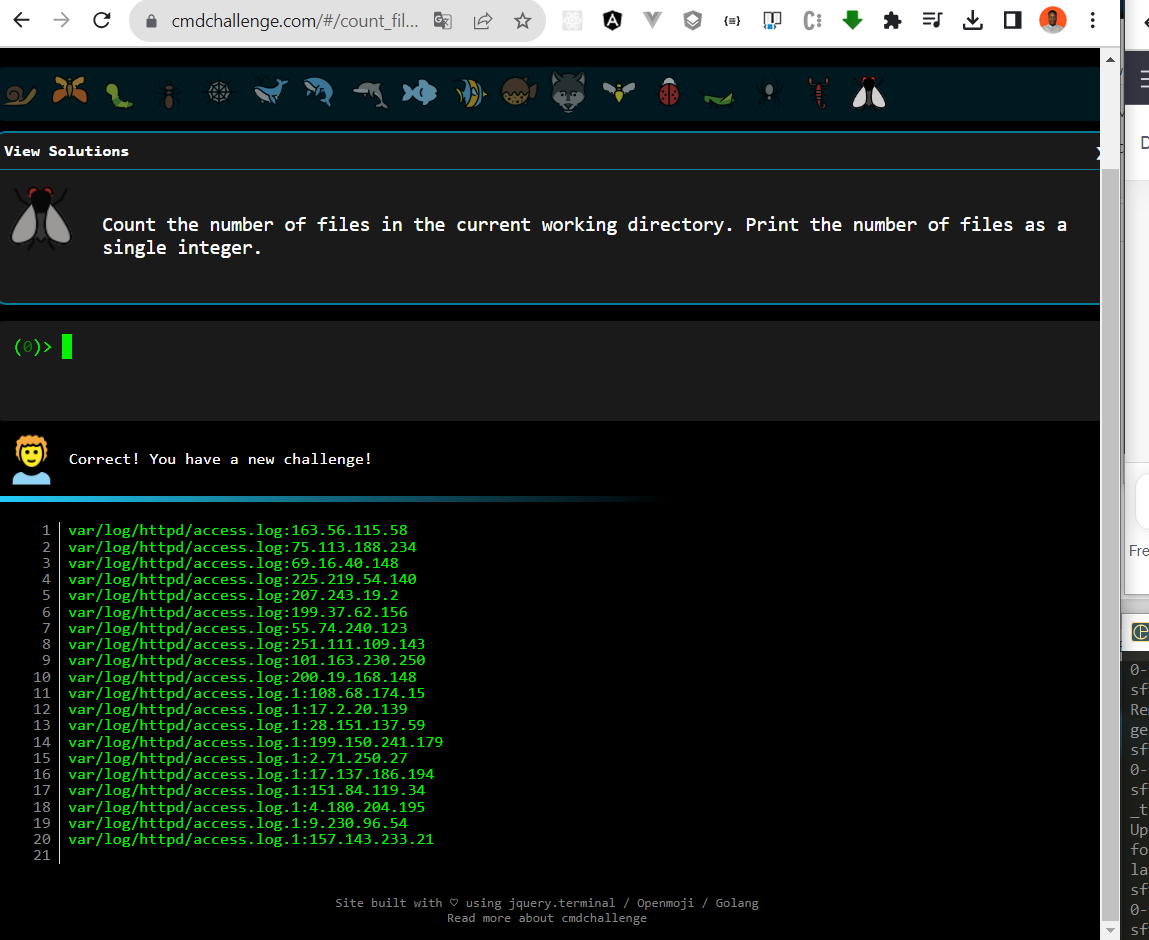 cmdchallenge.com/#/count_fil...
View Solutions
Count the number of files in the current working directory. Print the number of files as a
single integer.
(0)>
Correct! You have a new challenge!
1 var/log/httpd/access.log:163.56.115.58
2 var/log/httpd/access.log:75.113.188.234
3 var/log/httpd/access.log:69.16.40.148
4 var/log/httpd/access.log:225.219.54.140
5 var/log/httpd/access.log:207.243.19.2
6 var/log/httpd/access.log:199.37.62.156
7 var/log/httpd/access.log:55.74.240.123
8 var/log/httpd/access.log:251.111.109.143
9 var/log/httpd/access.log:101.163.230.250
10 var/log/httpd/access.log:200.19.168.148
11 var/log/httpd/access.log.1:108.68.174.15
12 var/log/httpd/access.log.1:17.2.20.139
13 var/log/httpd/access.log.1:28.151.137.59
14 var/log/httpd/access.log.1:199.150.241.179
15 var/log/httpd/access.log.1:2.71.250.27
16 var/log/httpd/access.log.1:17.137.186.194
17 var/log/httpd/access.log.1:151.84.119.34
18 var/log/httpd/access.log.1:4.180.204.195
19 var/log/httpd/access.log.1:9.230.96.54
20 var/log/httpd/access.log.1:157.143.233.21
21
Site built with ♡ using jquery.terminal / Openmoji / Golang
Read more about cmdchallenge
D
Fre
0-
sf
Re
ge
sf
0-
sf
_t
Up
fo
la
sf
0-
sf